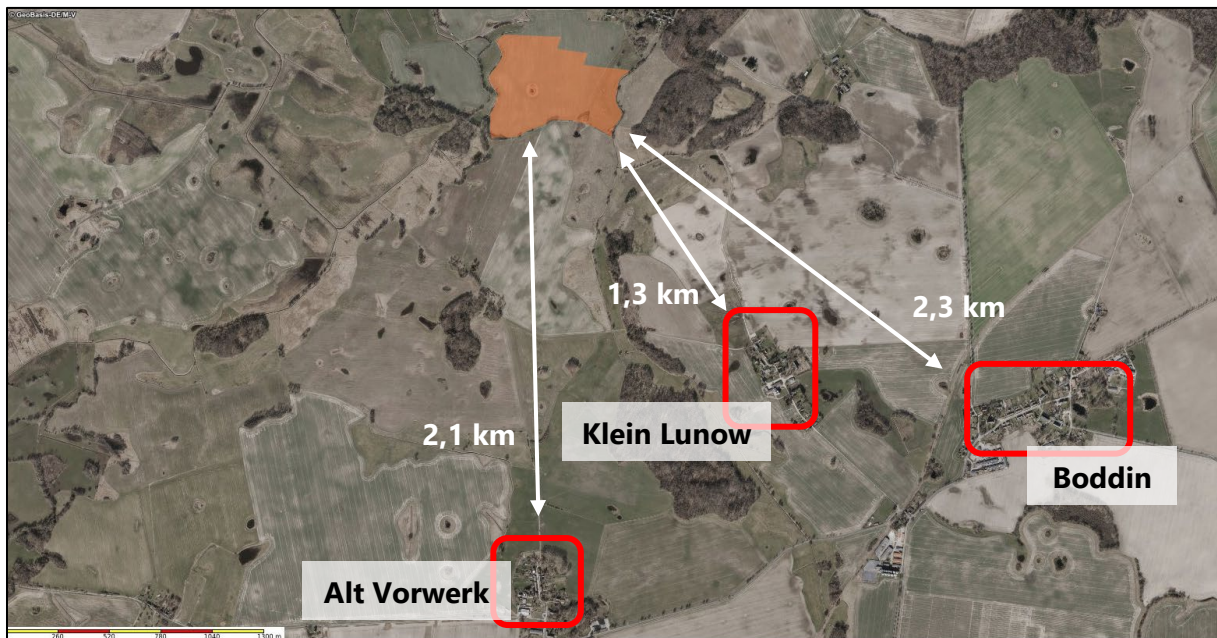 © GeoBasis-DE/M-V
1,3 km
2,3 km
2,1 km
Klein Lunow
Boddin
Alt Vorwerk
260 520 780 1040 1300 m